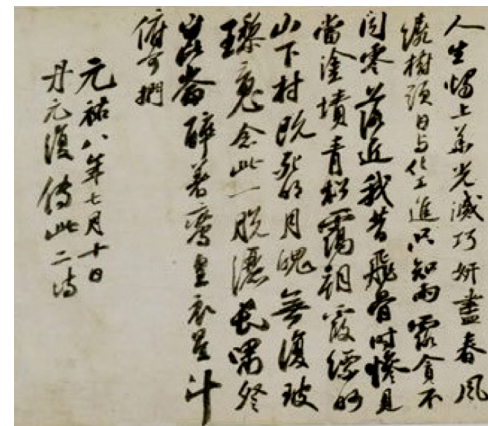 人生燭上華光滅巧妍盡春風
繞樹頭日与化工進只知雨露貪不
聞零落近我昔飛骨時慘見
當塗墳青松靄朝霞縹眇
山下村既死明月魄無復玻
瓈魂念此一脫灑長嘯登
崑崙醉著鸞皇衣星斗
俯可捫
元祐八年七月十日
丹元復傳此二詩